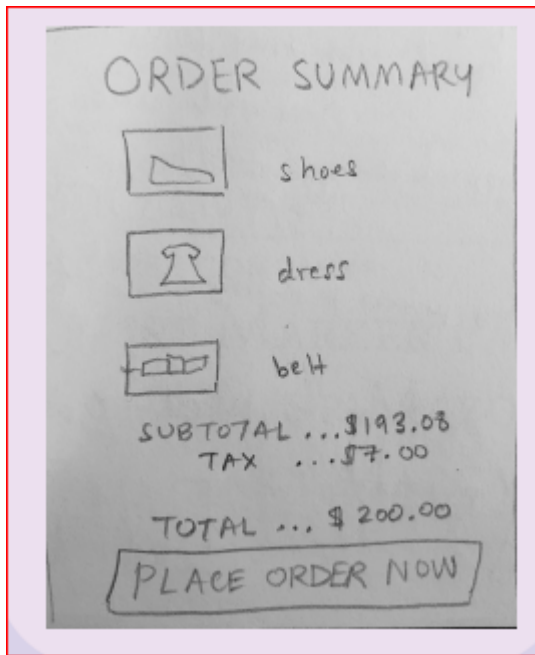 ORDER SUMMARY
shoes
dress
belt
SUBTOTAL ...$193.08
TAX ...$7.00
TOTAL ... $200.00
PLACE ORDER NOW